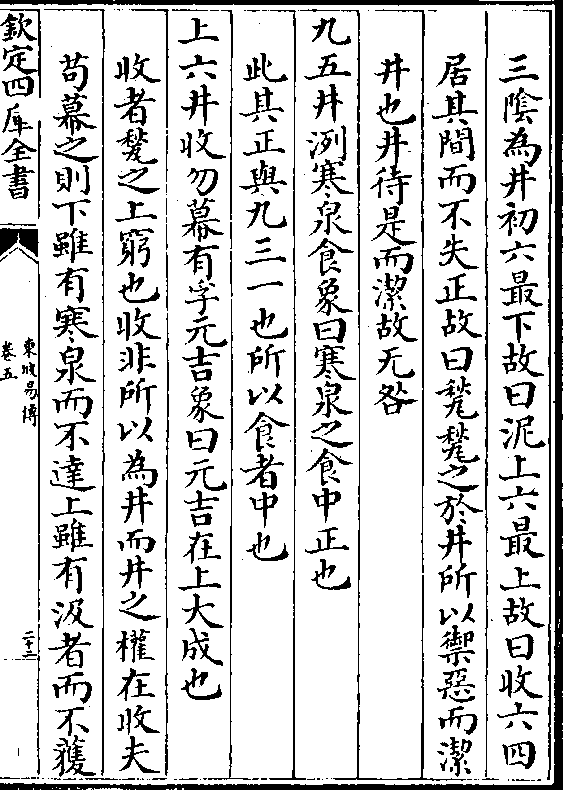 三陰為井初六最下故曰泥上六最上故曰收六四
居其間而不失正故曰甃甃之於井所以禦惡而潔
井也井待是而潔故无咎
九五井洌寒泉食象曰寒泉之食中正也
此其正與九三一也所以食者中也
上六井收勿幕有孚元吉象曰元吉在上大成也
收者甃之上窮也收非所以為井而井之權在收夫
苟幕之則下雖有寒泉而不達上雖有汲者而不獲
欽定四庫全書
東坡易傳
卷五
二十三